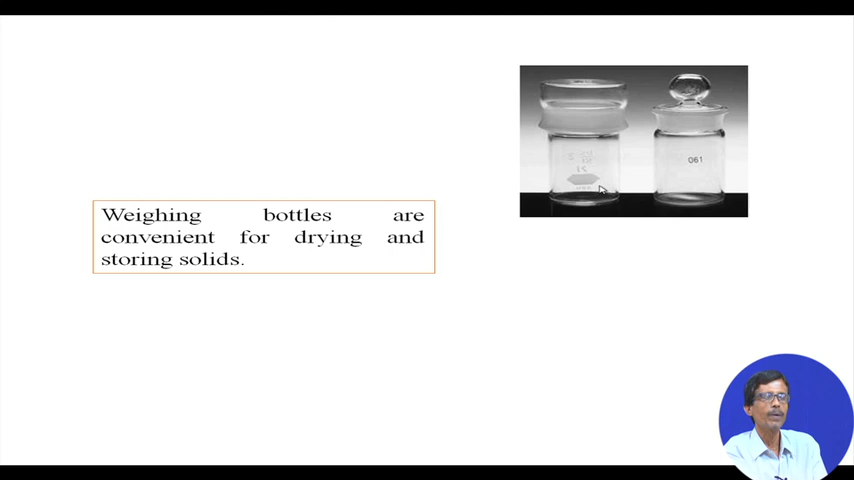 Weighing bottles are
convenient for drying and
storing solids.
061